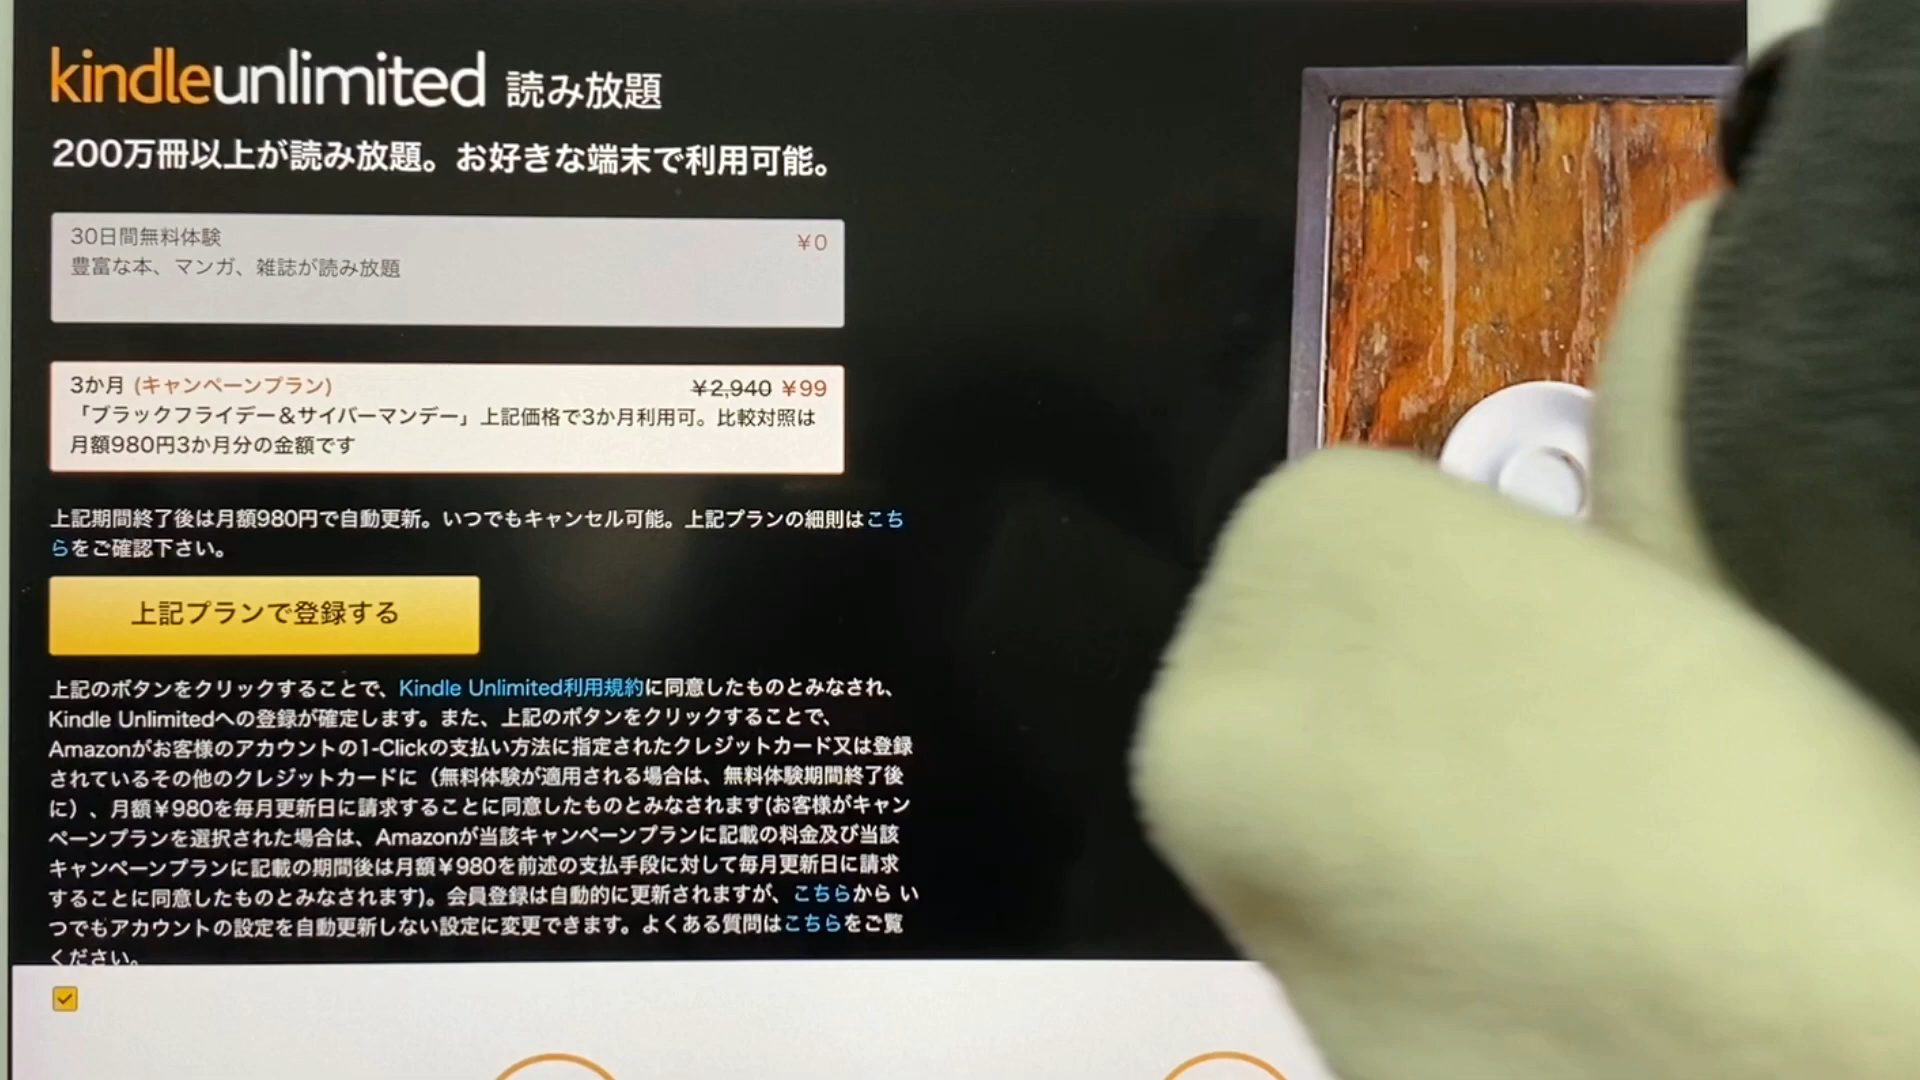 kindleunlimited 読み放題
200万冊以上が読み放題。お好きな端末で利用可能。
30日間無料体験 ¥0
豊富な本、マンガ、雑誌が読み放題
3か月 (キャンペーンプラン) ¥2,940 ¥99
「ブラックフライデー＆サイバーマンデー」上記価格で3か月利用可。比較対照は
月額980円3か月分の金額です
上記期間終了後は月額980円で自動更新。いつでもキャンセル可能。上記プランの細則はこち
らをご確認下さい。
上記プランで登録する
上記のボタンをクリックすることで、Kindle Unlimited利用規約に同意したものとみなされ、
Kindle Unlimitedへの登録が確定します。また、上記のボタンをクリックすることで、
Amazonがお客様のアカウントの1-Clickの支払い方法に指定されたクレジットカード又は登録
されているその他のクレジットカードに（無料体験が適用される場合は、無料体験期間終了後
に）、月額￥980を毎月更新日に請求することに同意したものとみなされます(お客様がキャン
ペーンプランを選択された場合は、Amazonが当該キャンペーンプランに記載の料金及び当該
キャンペーンプランに記載の期間後は月額￥980を前述の支払手段に対して毎月更新日に請求
することに同意したものとみなされます)。会員登録は自動的に更新されますが、こちらから い
つでもアカウントの設定を自動更新しない設定に変更できます。よくある質問はこちらをご覧
ください。